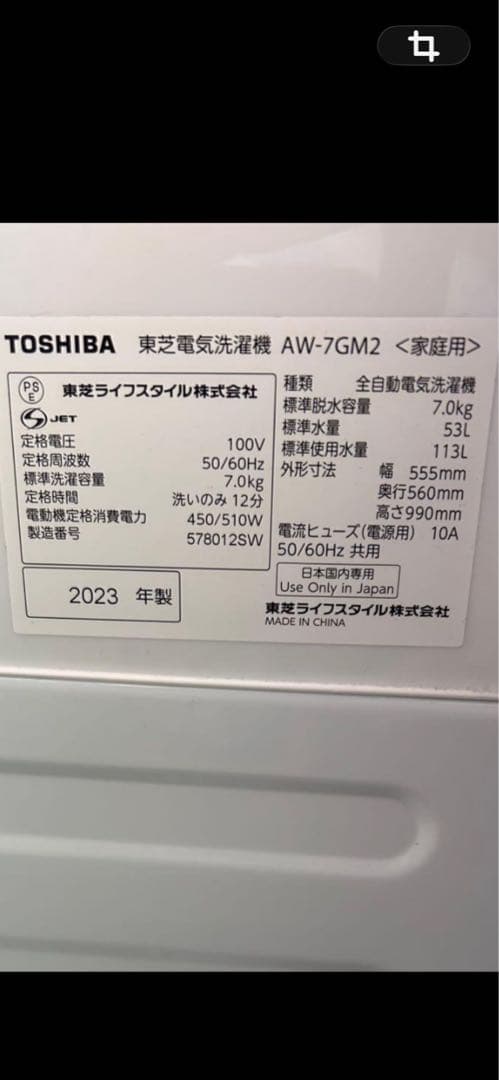 TOSHIBA 東芝電気洗濯機 AW-7GM2 <家庭用>
PS
E
東芝ライフスタイル株式会社
S JET
定格電圧 100V
定格周波数 50/60Hz
標準洗濯容量 7.0kg
定格時間 洗いのみ 12分
電動機定格消費電力 450/510W
製造番号 578012SW
2023 年製
種類 全自動電気洗濯機
標準脱水容量 7.0kg
標準水量 53L
標準使用水量 113L
外形寸法 幅 555mm
奥行560mm
高さ990mm
電流ヒューズ(電源用) 10A
50/60Hz 共用
日本国内専用
Use Only in Japan
東芝ライフスタイル株式会社
MADE IN CHINA